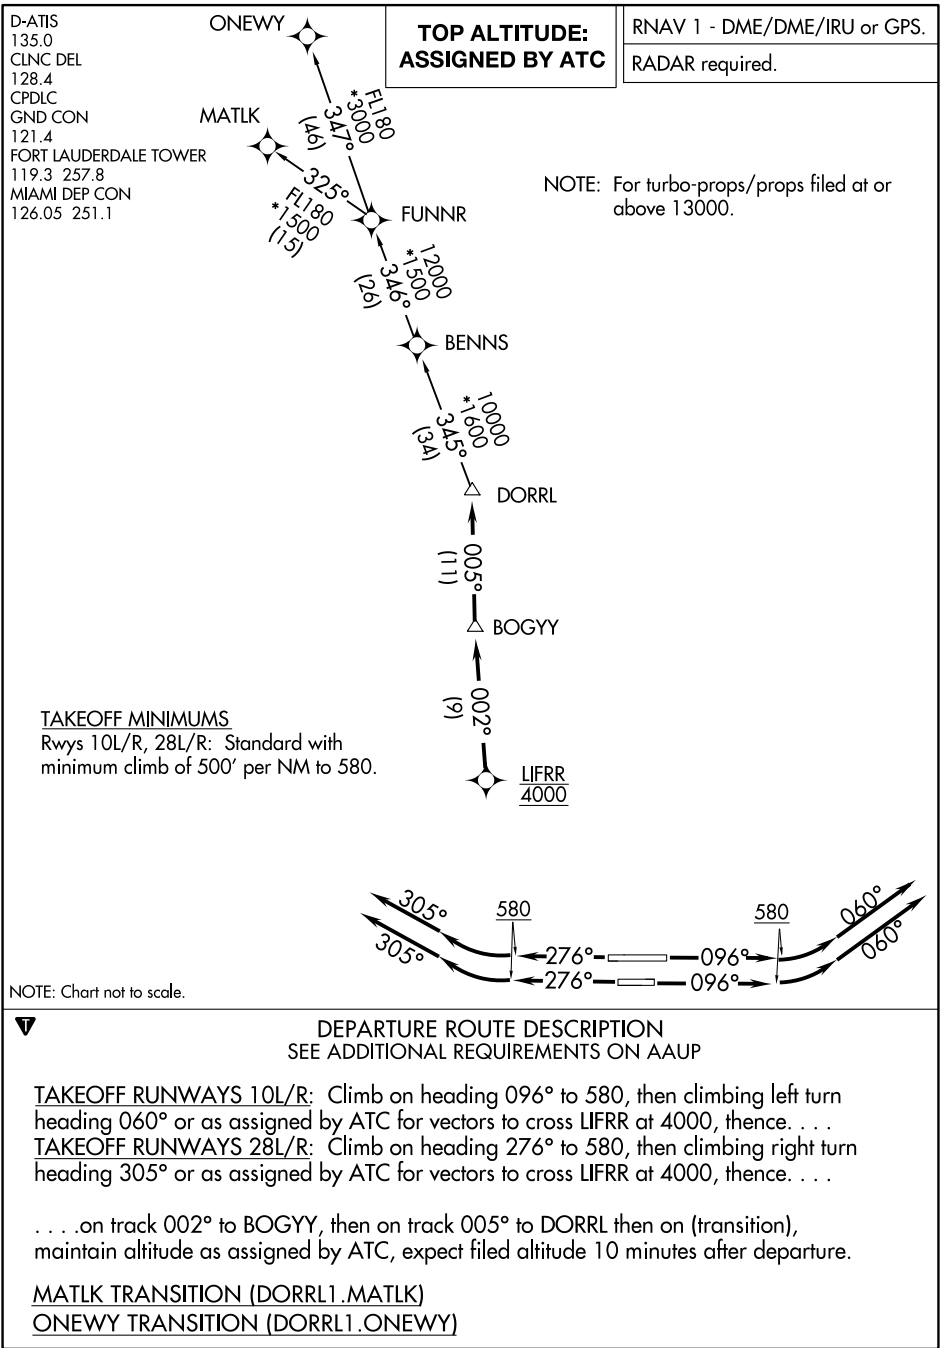 D-ATIS
135.0
CLNC DEL
128.4
CPDLC
GND CON
121.4
FORT LAUDERDALE TOWER
119.3 257.8
MIAMI DEP CON
126.05 251.1
TOP ALTITUDE:
ASSIGNED BY ATC
RNAV 1 - DME/DME/IRU or GPS.
RADAR required.
NOTE: For turbo-props/props filed at or
above 13000.
ONEWY
FL180
*3000
347°
(46)
MATLK
325°
FL180
*1500
(15)
FUNNR
12000
*1500
346°
(26)
BENNS
10000
*1600
345°
(34)
DORRL
005°
(11)
BOGYY
002°
(9)
LIFRR
4000
TAKEOFF MINIMUMS
Rwys 10L/R, 28L/R: Standard with
minimum climb of 500' per NM to 580.
305°
580
580
060°
305°
276°
096°
060°
276°
096°
NOTE: Chart not to scale.
T
DEPARTURE ROUTE DESCRIPTION
SEE ADDITIONAL REQUIREMENTS ON AAUP
TAKEOFF RUNWAYS 10L/R: Climb on heading 096° to 580, then climbing left turn
heading 060° or as assigned by ATC for vectors to cross LIFRR at 4000, thence. . . .
TAKEOFF RUNWAYS 28L/R: Climb on heading 276° to 580, then climbing right turn
heading 305° or as assigned by ATC for vectors to cross LIFRR at 4000, thence. . . .
. . . .on track 002° to BOGYY, then on track 005° to DORRL then on (transition),
maintain altitude as assigned by ATC, expect filed altitude 10 minutes after departure.
MATLK TRANSITION (DORRL1.MATLK)
ONEWY TRANSITION (DORRL1.ONEWY)